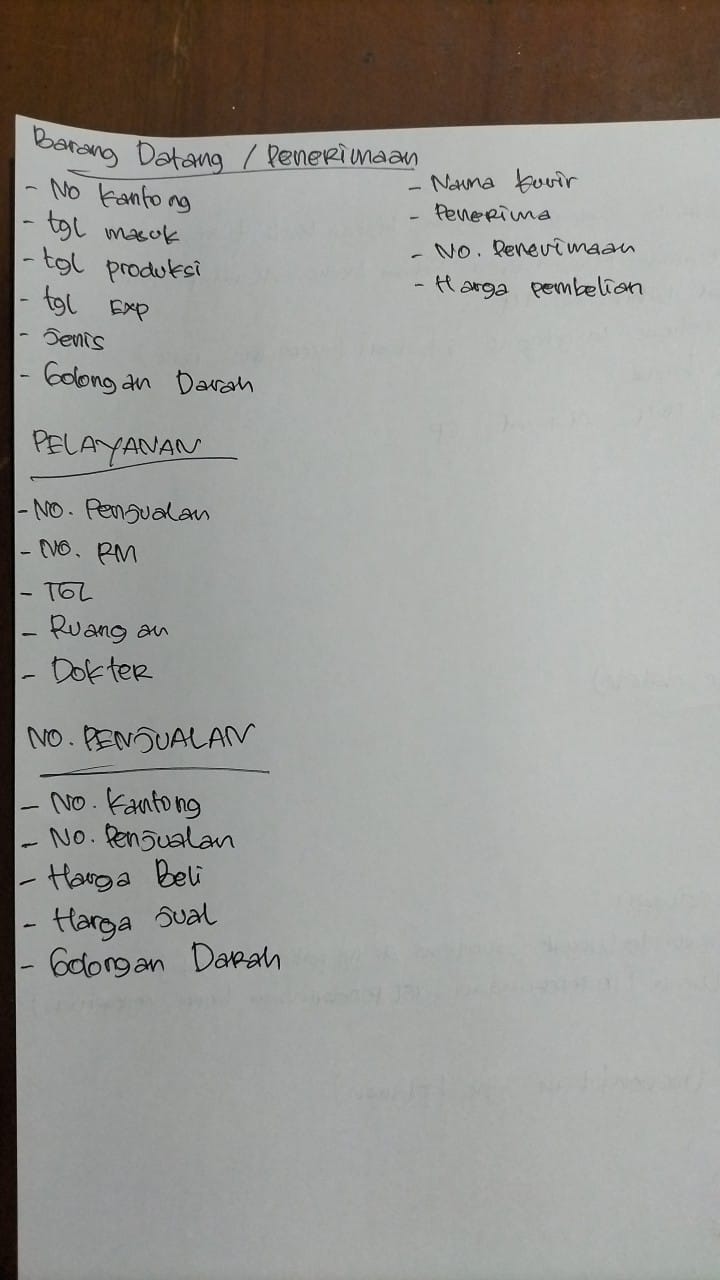 Barang Datang / Penerimaan
- No kantong
- tgl masuk
- tgl produksi
- tgl Exp
- Jenis
- Golongan Darah
- Nama kurir
- Penerima
- No. Penerimaan
- Harga pembelian
PELAYANAN
- No. Penjualan
- No. RM
- TGL
- Ruangan
- Dokter
NO. PENJUALAN
- No. Kantong
- No. Penjualan
- Harga Beli
- Harga Jual
- Golongan Darah